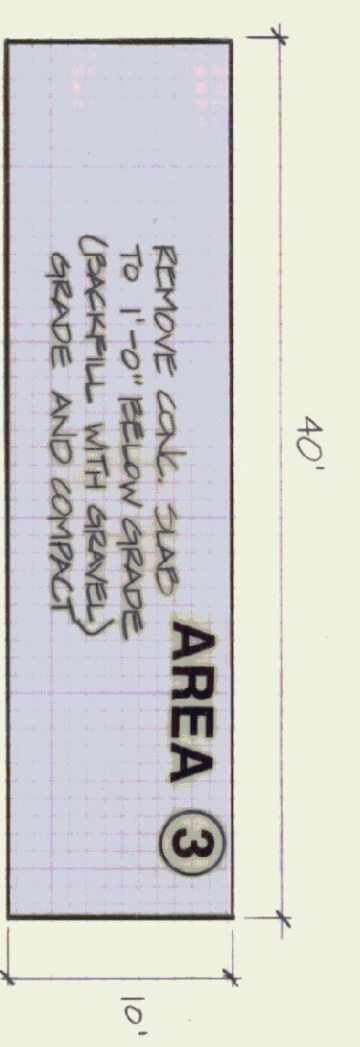 40'
REMOVE CONC. SLAB
TO 1'-0" BELOW GRADE
(BACKFILL WITH GRAVEL)
GRADE AND COMPACT
AREA 3
10'